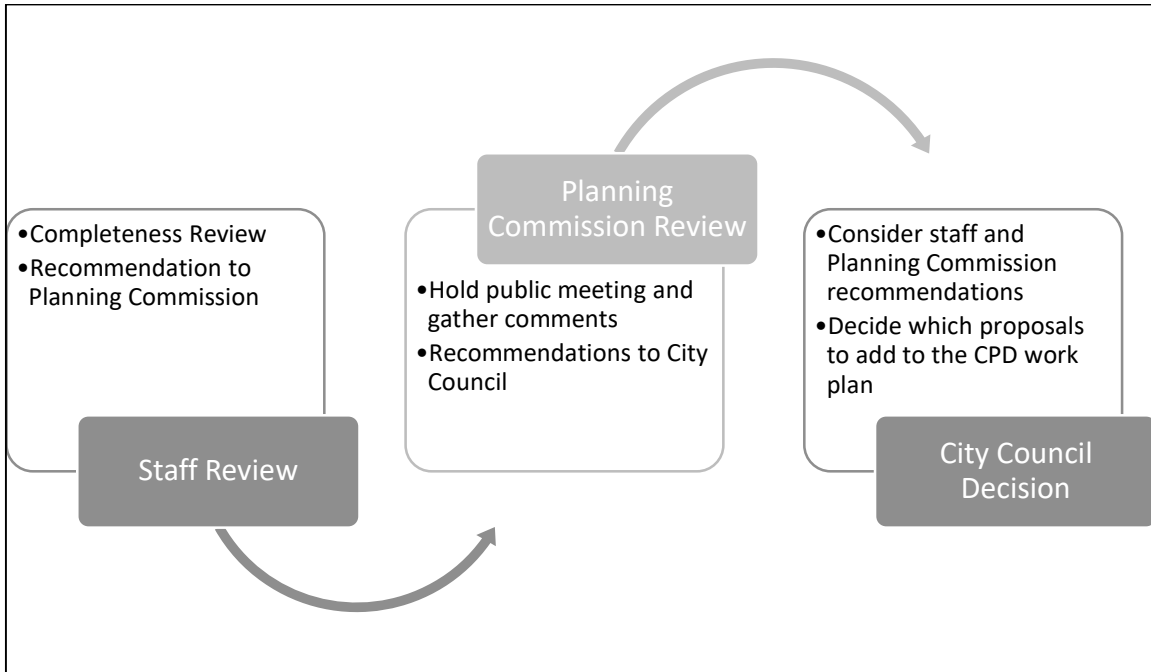 •Completeness Review
•Recommendation to
Planning Commission
Staff Review
Planning
Commission Review
•Hold public meeting and
gather comments
•Recommendations to City
Council
•Consider staff and
Planning Commission
recommendations
•Decide which proposals
to add to the CPD work
plan
City Council
Decision